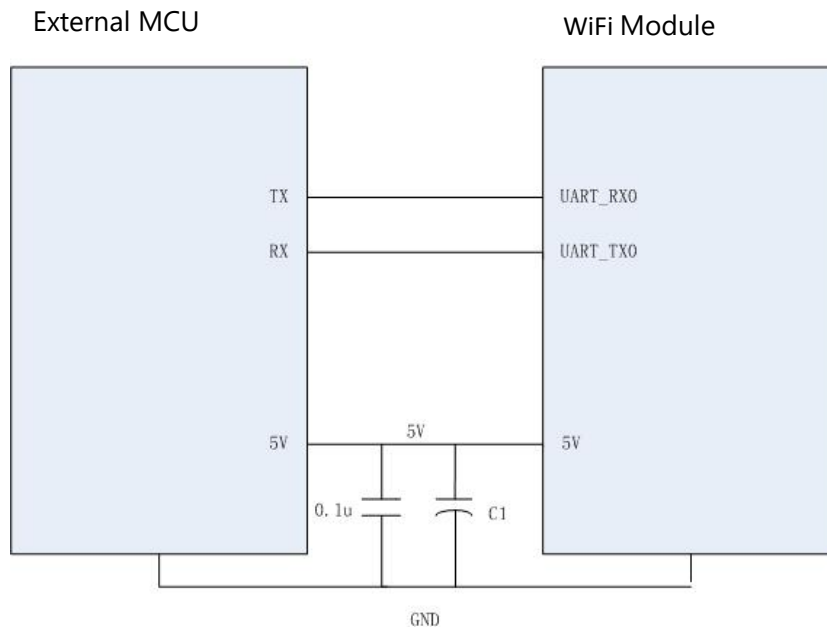 External MCU
WiFi Module
TX
UART_RX0
RX
UART_TX0
5V
5V
5V
0.1u
C1
GND